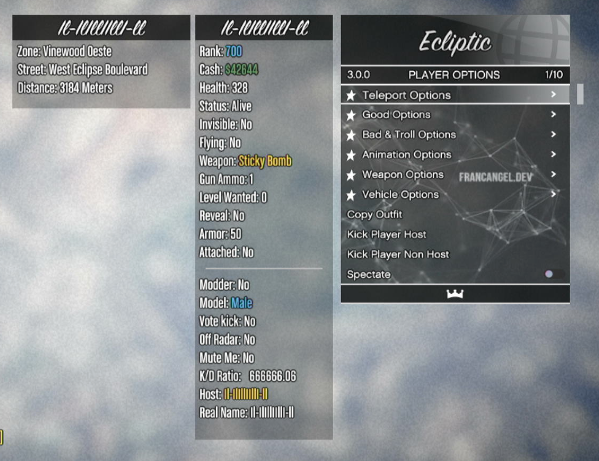 Zone: Vinewood Oeste
Street: West Eclipse Boulevard
Distance: 3184 Meters
Rank: 700
Cash: $42644
Health: 328
Status: Alive
Invisible: No
Flying: No
Weapon: Sticky Bomb
Gun Ammo: 1
Level Wanted: 0
Reveal: No
Armor: 50
Attached: No
Modder: No
Model: Male
Vote kick: No
Off Radar: No
Mute Me: No
K/D Ratio: 666666.06
Host:
Real Name:
Ecliptic
3.0.0 PLAYER OPTIONS 1/10
Teleport Options
Good Options
Bad & Troll Options
Animation Options
Weapon Options
FRANCANGEL.DEV
Vehicle Options
Copy Outfit
Kick Player Host
Kick Player Non Host
Spectate